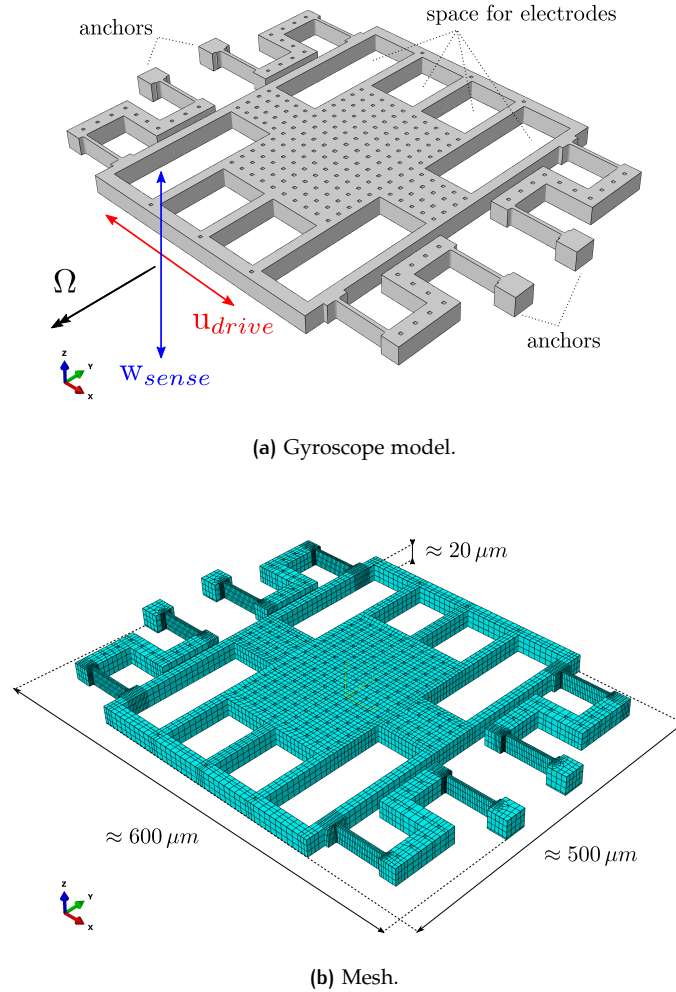 space for electrodes
anchors
Ω
u_drive
w_sense
anchors
Z
Y
X
(a) Gyroscope model.
≈ 20 µm
≈ 600 µm
≈ 500 µm
Z
Y
X
(b) Mesh.